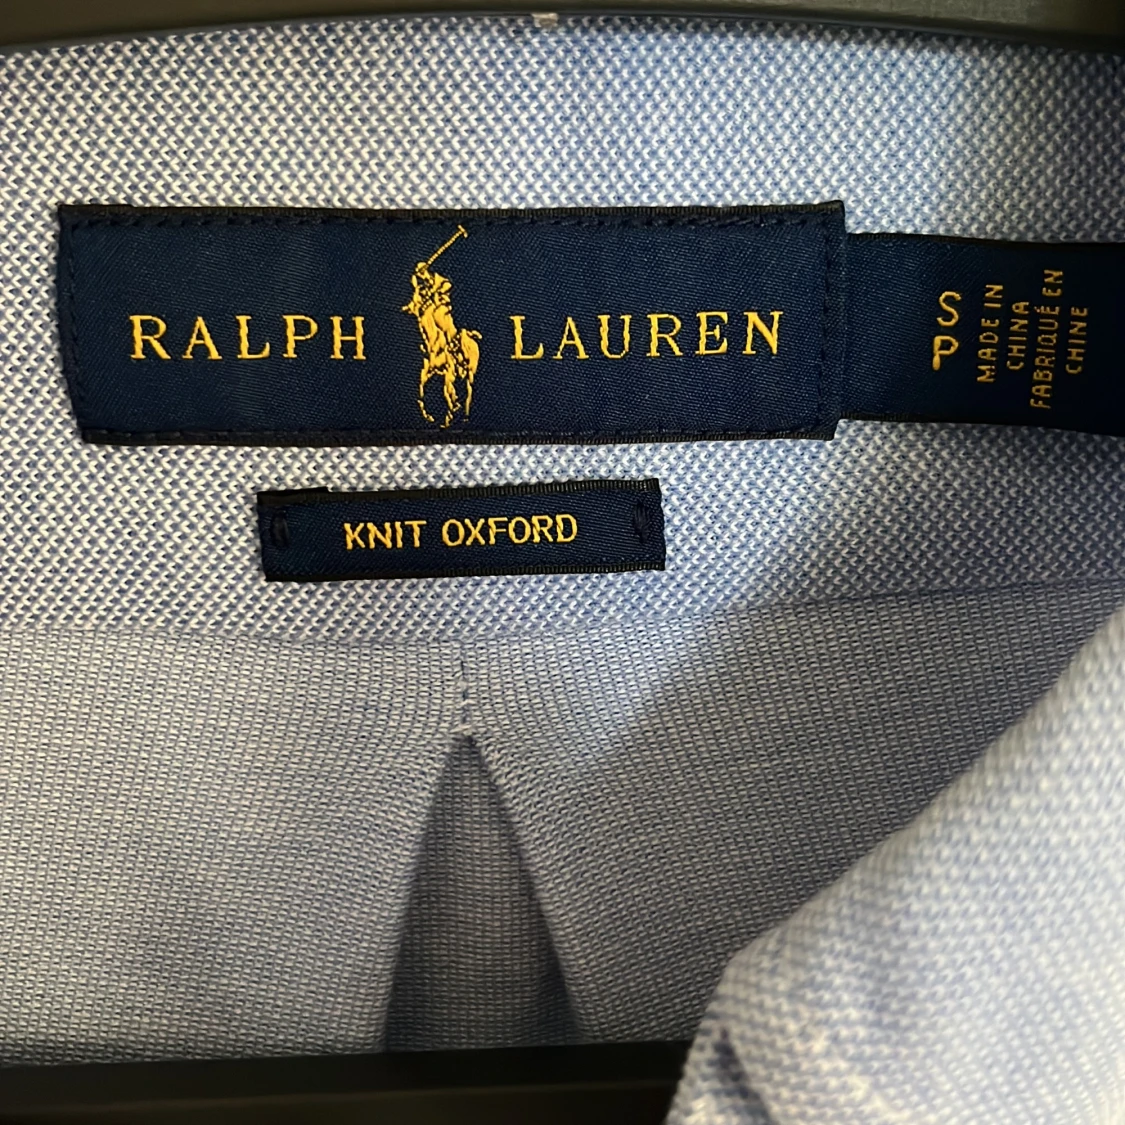 RALPH LAUREN
KNIT OXFORD
S
P
MADE IN
CHINA
FABRIQUÉ EN
CHINE